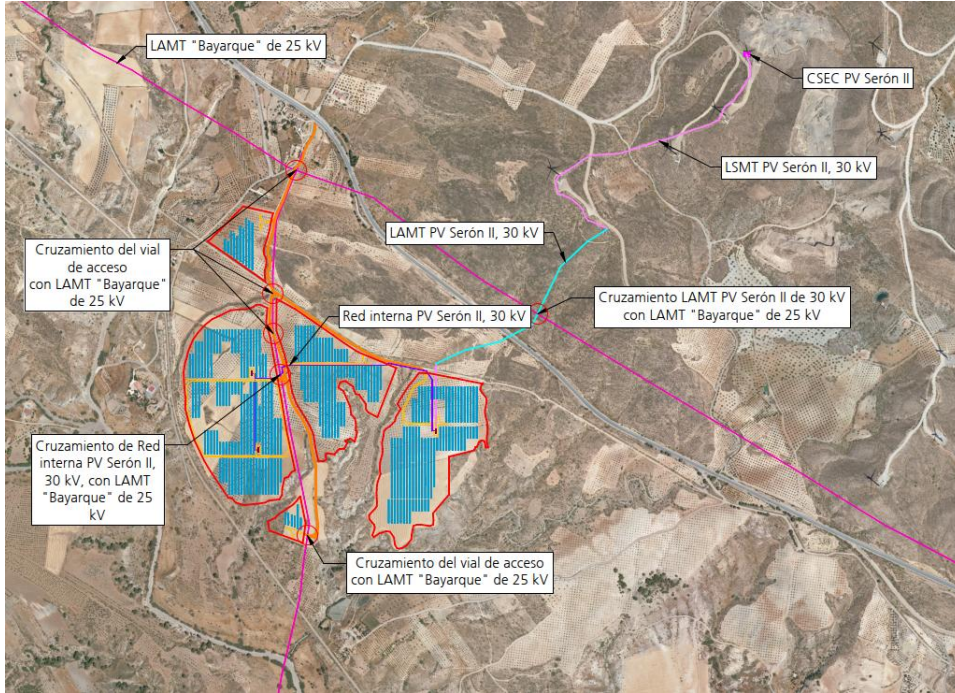 LAMT "Bayarque" de 25 kV
CSEC PV Serón II
LSMT PV Serón II, 30 kV
LAMT PV Serón II, 30 kV
Cruzamiento del vial
de acceso
con LAMT "Bayarque"
de 25 kV
Cruzamiento LAMT PV Serón II de 30 kV
con LAMT "Bayarque" de 25 kV
Red interna PV Serón II, 30 kV
Cruzamiento de Red
interna PV Serón II,
30 kV, con LAMT
"Bayarque" de 25
kV
Cruzamiento del vial de acceso
con LAMT "Bayarque" de 25 kV